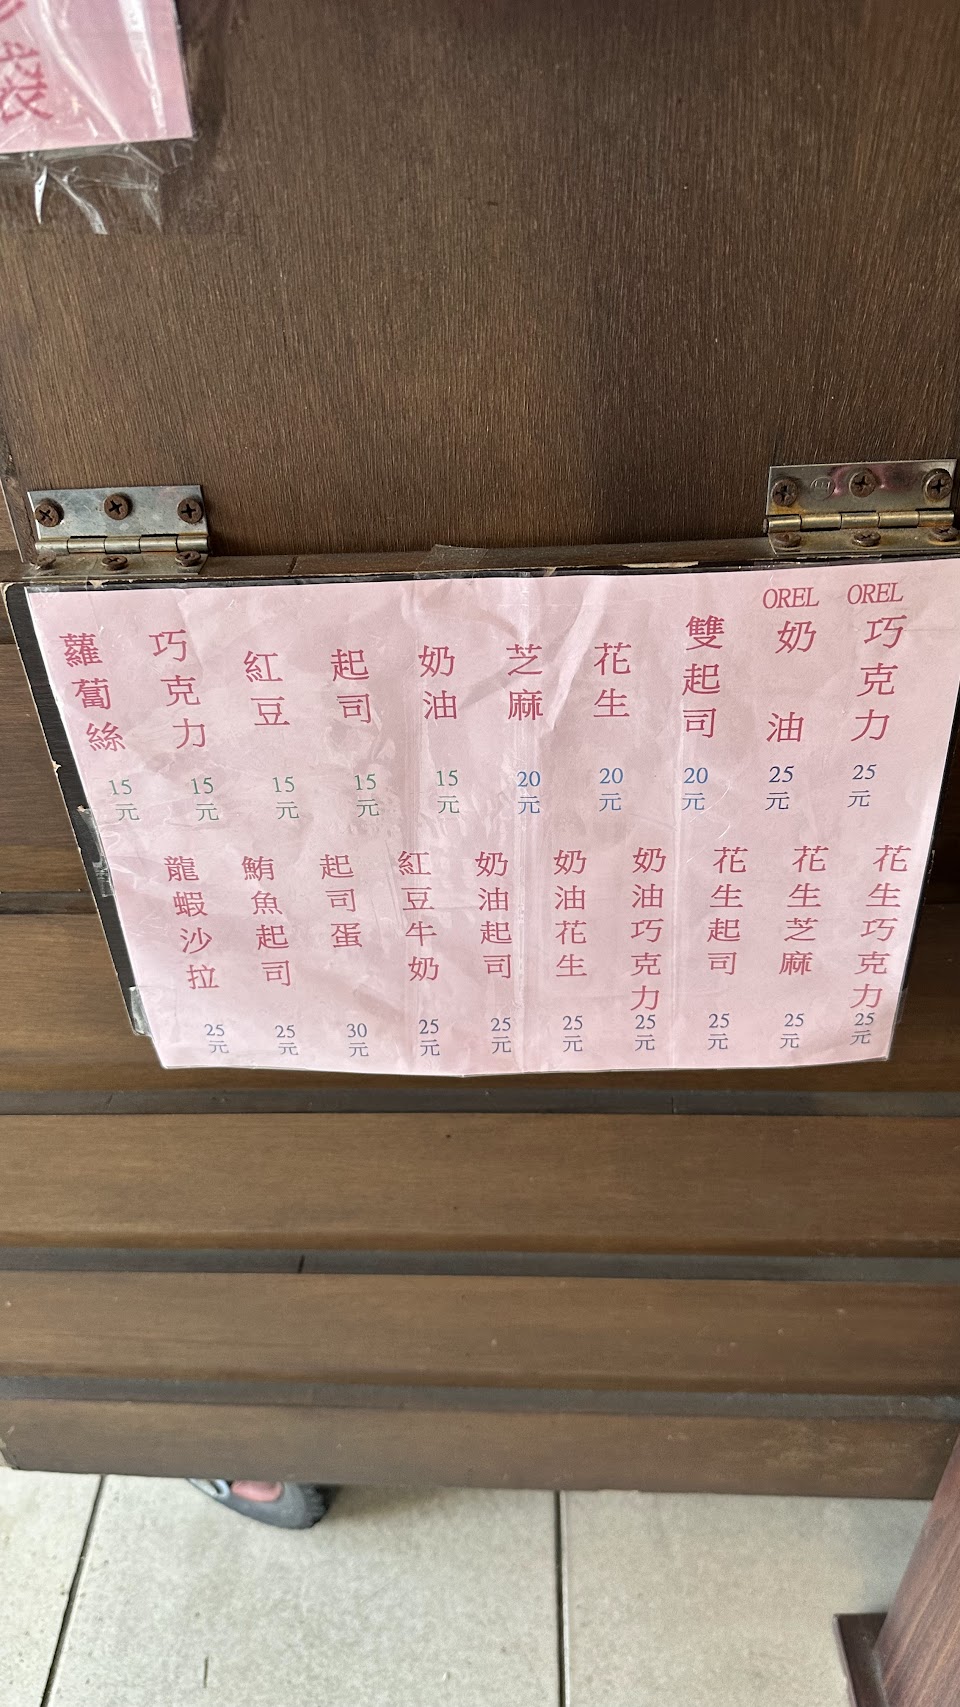 袋
OREL巧克力 25元
OREL奶油 25元
雙起司 20元
花生 20元
芝麻 20元
奶油 15元
起司 15元
紅豆 15元
巧克力 15元
蘿蔔絲 15元
花生巧克力 25元
花生芝麻 25元
花生起司 25元
奶油巧克力 25元
奶油花生 25元
奶油起司 25元
紅豆牛奶 25元
起司蛋 30元
鮪魚起司 25元
龍蝦沙拉 25元